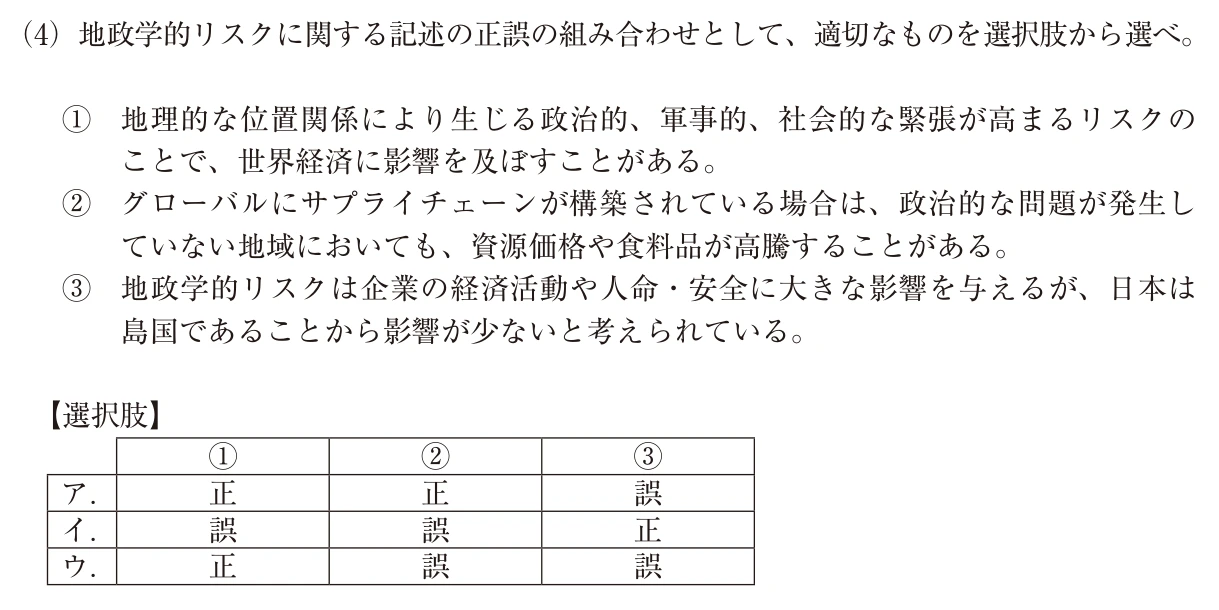 (4) 地政学的リスクに関する記述の正誤の組み合わせとして、適切なものを選択肢から選べ。
① 地理的な位置関係により生じる政治的、軍事的、社会的な緊張が高まるリスクの
ことで、世界経済に影響を及ぼすことがある。
② グローバルにサプライチェーンが構築されている場合は、政治的な問題が発生し
ていない地域においても、資源価格や食料品が高騰することがある。
③ 地政学的リスクは企業の経済活動や人命・安全に大きな影響を与えるが、日本は
島国であることから影響が少ないと考えられている。
【選択肢】
① ② ③
ア. 正 正 誤
イ. 誤 誤 正
ウ. 正 誤 誤